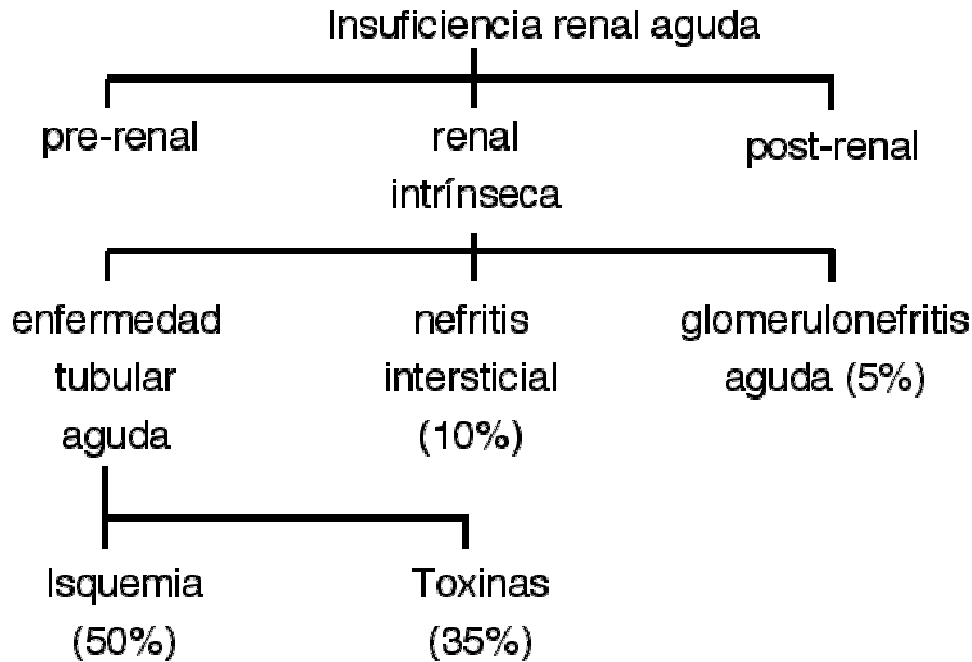 Insuficiencia renal aguda
pre-renal
renal
intrínseca
post-renal
enfermedad
tubular
aguda
nefritis
intersticial
(10%)
glomerulonefritis
aguda (5%)
Isquemia
(50%)
Toxinas
(35%)